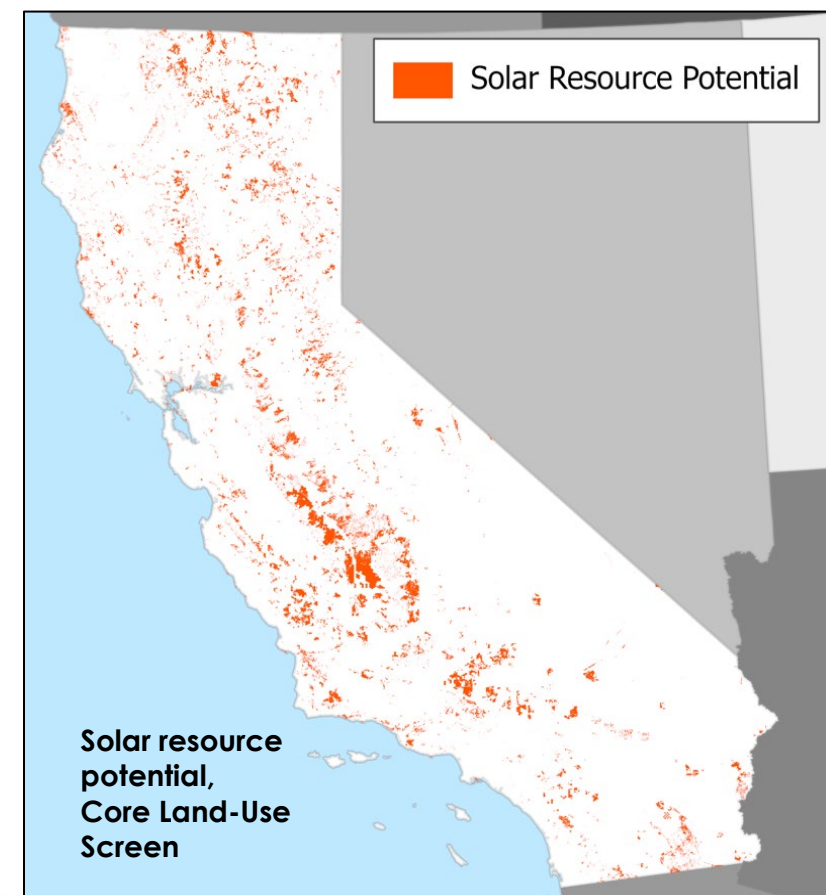 Solar Resource Potential
Solar resource
potential,
Core Land-Use
Screen